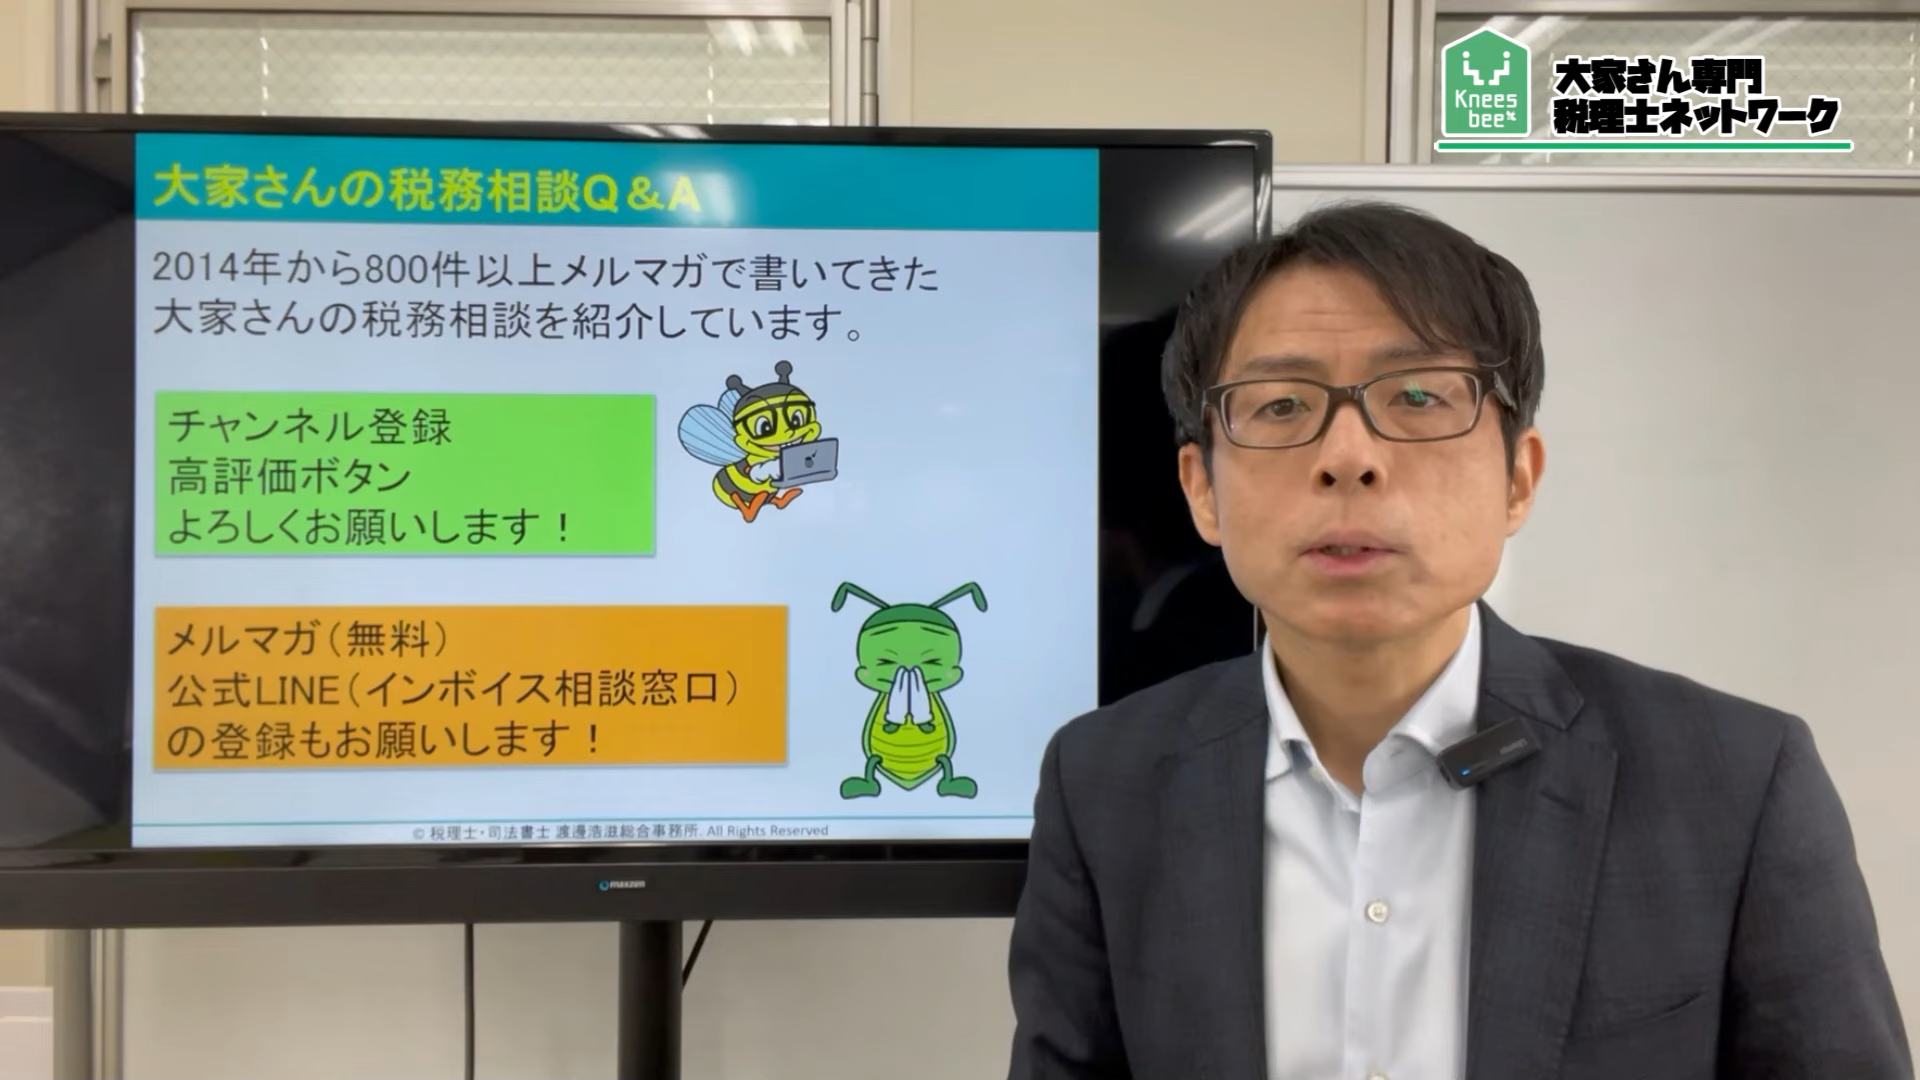 Knees
bee
大家さん専門
税理士ネットワーク
大家さんの税務相談Q&A
2014年から800件以上メルマガで書いてきた
大家さんの税務相談を紹介しています。
チャンネル登録
高評価ボタン
よろしくお願いします！
メルマガ（無料）
公式LINE（インボイス相談窓口）
の登録もお願いします！
© 税理士・司法書士 渡邊浩滋総合事務所. All Rights Reserved
maxzen